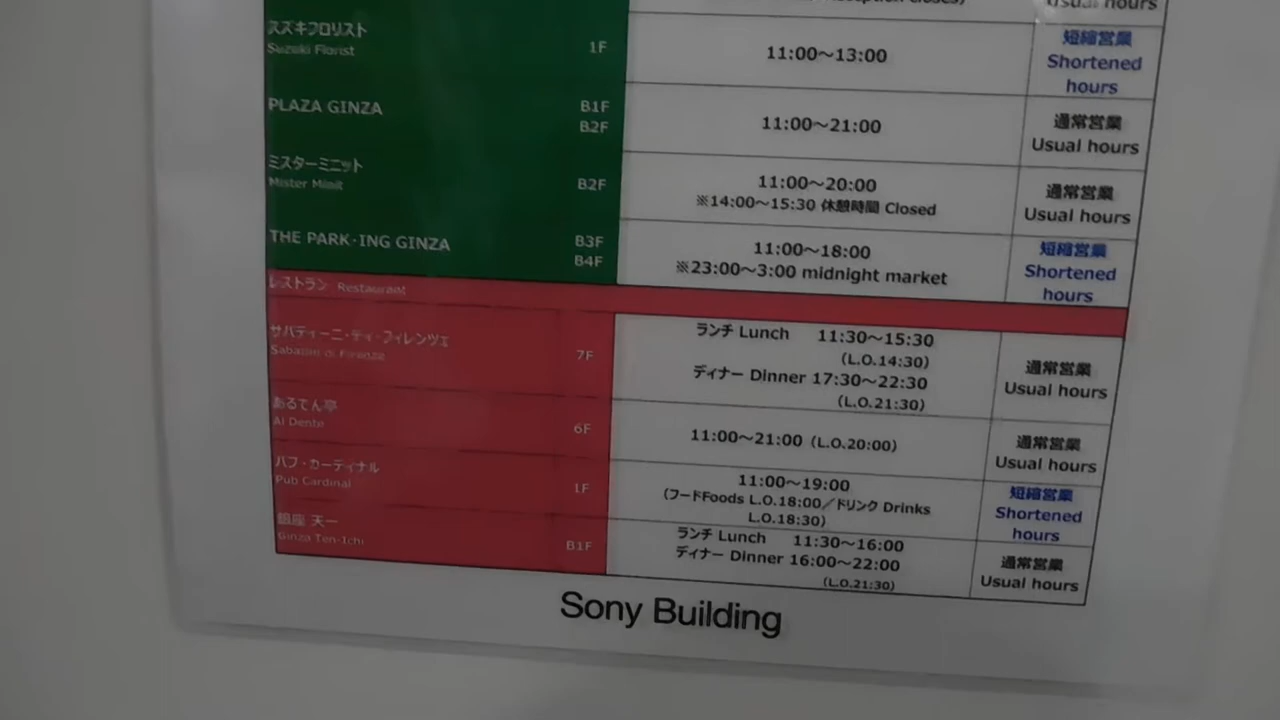 スズキフロリスト
Suzuki Florist
1F
11:00～13:00
短縮営業
Shortened
hours
PLAZA GINZA
B1F
B2F
11:00～21:00
通常営業
Usual hours
ミスターミニット
Mister Minit
B2F
11:00～20:00
※14:00～15:30 休憩時間 Closed
通常営業
Usual hours
THE PARK・ING GINZA
B3F
B4F
11:00～18:00
※23:00～3:00 midnight market
短縮営業
Shortened
hours
レストラン Restaurant
サバティーニ・ディ・フィレンツェ
Sabatini di Firenze
7F
ランチ Lunch 11:30～15:30
(L.O.14:30)
ディナー Dinner 17:30～22:30
(L.O.21:30)
通常営業
Usual hours
あるでん亭
Al Dente
6F
11:00～21:00 (L.O.20:00)
通常営業
Usual hours
パブ・カーディナル
Pub Cardinal
1F
11:00～19:00
(フードFoods L.O.18:00／ドリンク Drinks
L.O.18:30)
短縮営業
Shortened
hours
銀座 天一
Ginza Ten-Ichi
B1F
ランチ Lunch 11:30～16:00
ディナー Dinner 16:00～22:00
(L.O.21:30)
通常営業
Usual hours
Sony Building